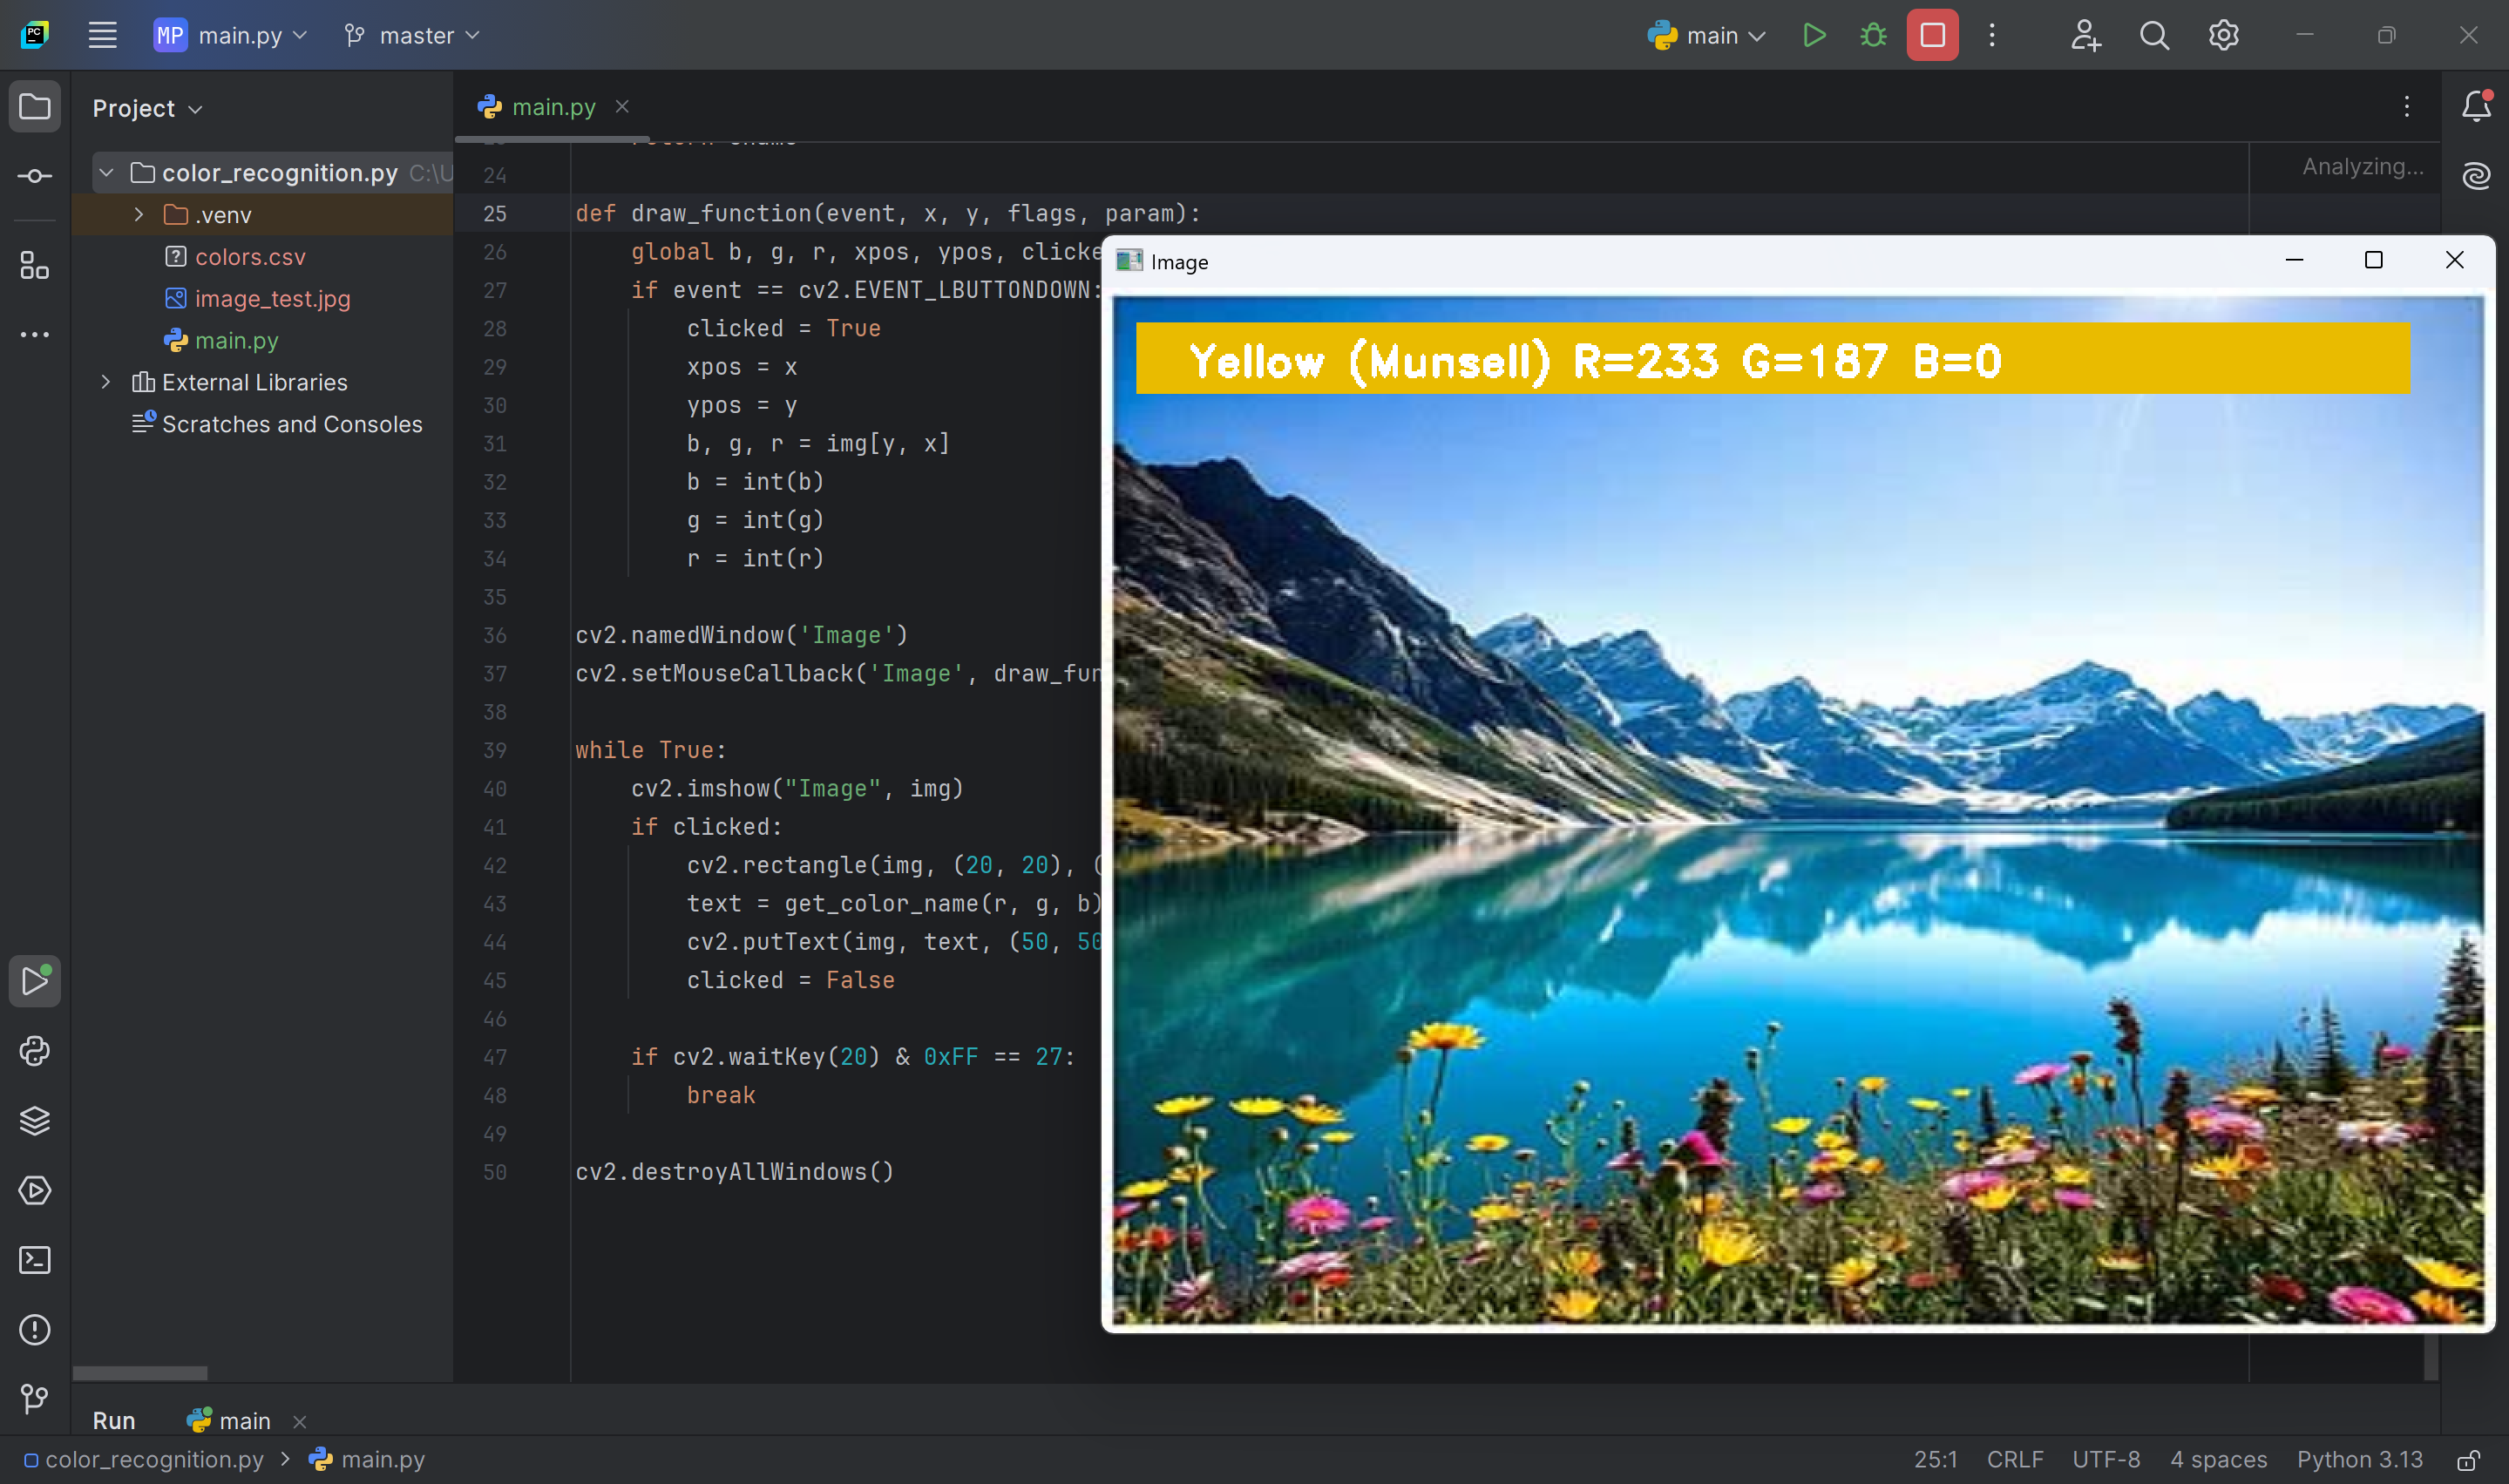 PC
MP main.py master main
Project
main.py
color_recognition.py C:\U
.venv
colors.csv
image_test.jpg
main.py
External Libraries
Scratches and Consoles
Analyzing...
24
25 def draw_function(event, x, y, flags, param):
26 global b, g, r, xpos, ypos, clicke
27 if event == cv2.EVENT_LBUTTONDOWN:
28 clicked = True
29 xpos = x
30 ypos = y
31 b, g, r = img[y, x]
32 b = int(b)
33 g = int(g)
34 r = int(r)
35
36 cv2.namedWindow('Image')
37 cv2.setMouseCallback('Image', draw_fun
38
39 while True:
40 cv2.imshow("Image", img)
41 if clicked:
42 cv2.rectangle(img, (20, 20), (
43 text = get_color_name(r, g, b)
44 cv2.putText(img, text, (50, 50
45 clicked = False
46
47 if cv2.waitKey(20) & 0xFF == 27:
48 break
49
50 cv2.destroyAllWindows()
Image
Yellow (Munsell) R=233 G=187 B=0
Run main
color_recognition.py > main.py
25:1 CRLF UTF-8 4 spaces Python 3.13